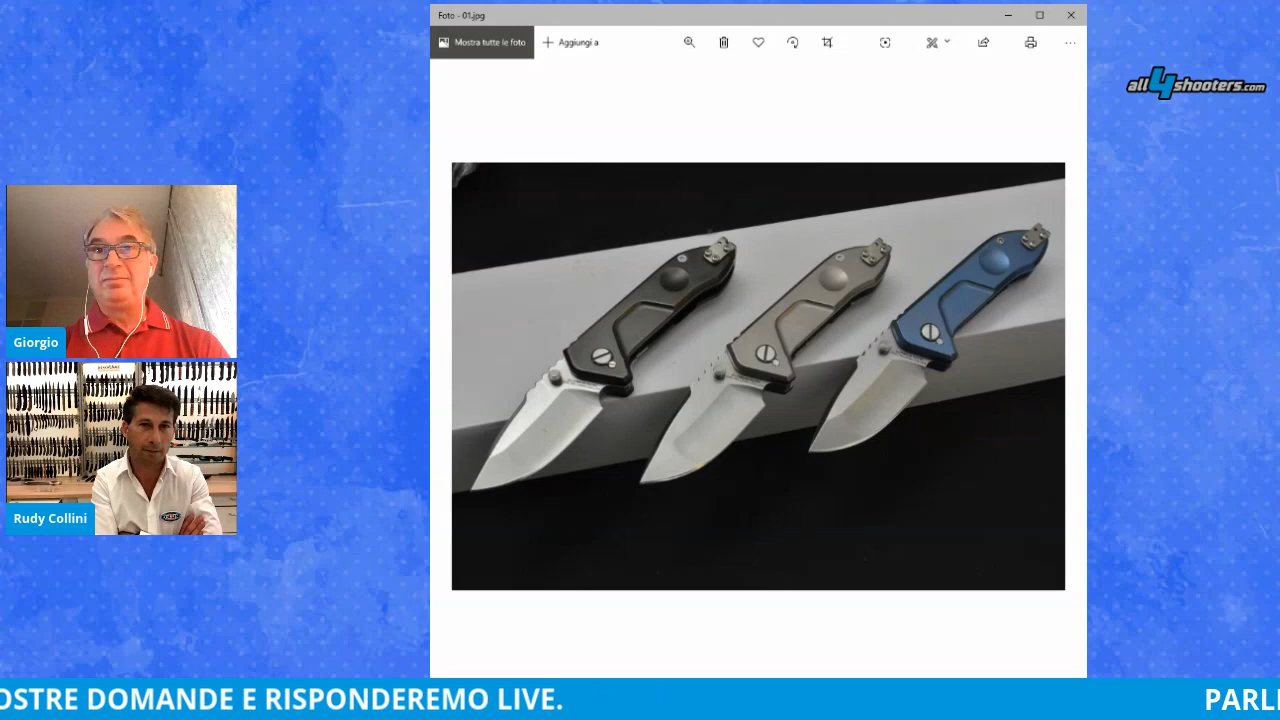 Foto - 01.jpg
Mostra tutte le foto
Aggiungi a
all4shooters.com
Giorgio
Rudy Collini
OSTRE DOMANDE E RISPONDEREMO LIVE.
PARL